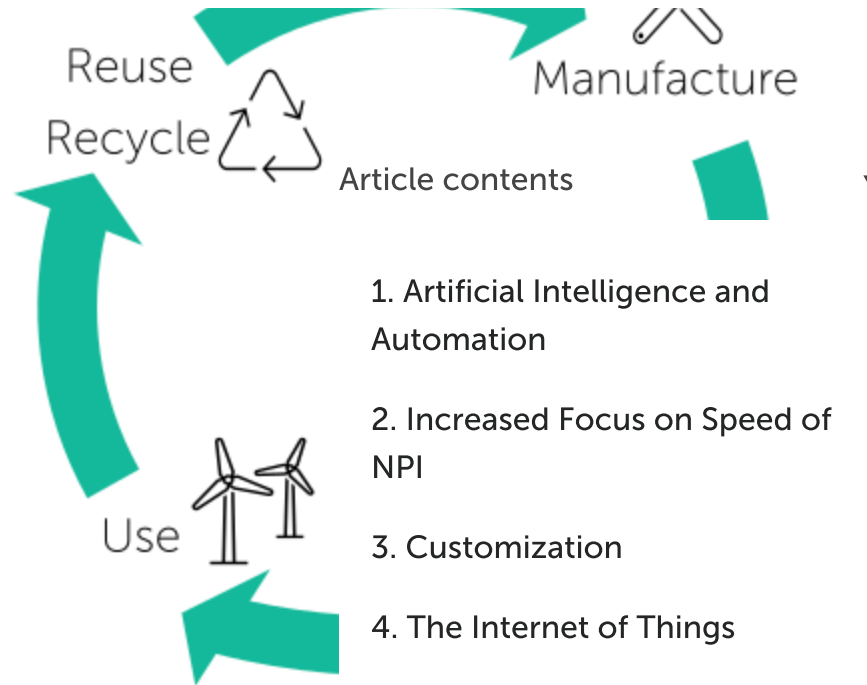 Reuse
Recycle
Manufacture
Article contents
1. Artificial Intelligence and
Automation
2. Increased Focus on Speed of
NPI
3. Customization
4. The Internet of Things
Use